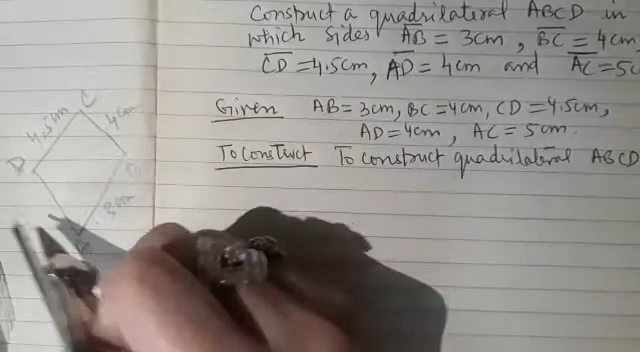 Construct a quadrilateral ABCD in
which sides AB = 3cm, BC = 4cm
CD = 4.5cm, AD = 4cm and AC = 5c
Given AB = 3cm, BC = 4cm, CD = 4.5cm,
AD = 4cm, AC = 5cm.
To Construct To construct quadrilateral ABCD
C
4.5cm 4cm
D B
3cm
A